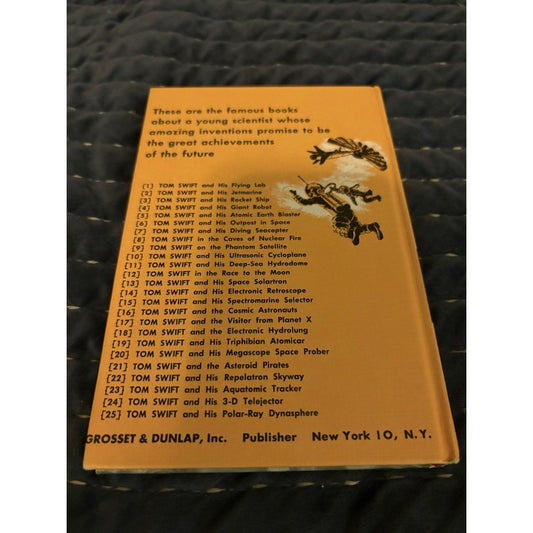 These are the famous books
about a young scientist whose
amazing inventions promise to be
the great achievements
of the future
[1] TOM SWIFT and His Flying Lab
[2] TOM SWIFT and His Jetmarine
[3] TOM SWIFT and His Rocket Ship
[4] TOM SWIFT and His Giant Robot
[5] TOM SWIFT and His Atomic Earth Blaster
[6] TOM SWIFT and His Outpost in Space
[7] TOM SWIFT and His Diving Seacopter
[8] TOM SWIFT in the Caves of Nuclear Fire
[9] TOM SWIFT on the Phantom Satellite
[10] TOM SWIFT and His Ultrasonic Cycloplane
[11] TOM SWIFT and His Deep-Sea Hydrodome
[12] TOM SWIFT in the Race to the Moon
[13] TOM SWIFT and His Space Solartron
[14] TOM SWIFT and His Electronic Retroscope
[15] TOM SWIFT and His Spectromarine Selector
[16] TOM SWIFT and the Cosmic Astronauts
[17] TOM SWIFT and the Visitor from Planet X
[18] TOM SWIFT and the Electronic Hydrolung
[19] TOM SWIFT and His Triphibian Atomicar
[20] TOM SWIFT and His Megascope Space Prober
[21] TOM SWIFT and the Asteroid Pirates
[22] TOM SWIFT and His Repelatron Skyway
[23] TOM SWIFT and His Aquatomic Tracker
[24] TOM SWIFT and His 3-D Telejector
[25] TOM SWIFT and His Polar-Ray Dynasphere
GROSSET & DUNLAP, Inc. Publisher New York 10, N.Y.